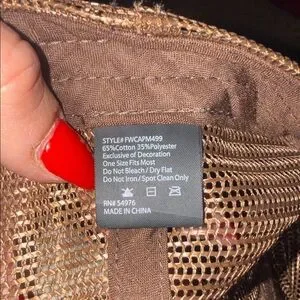 STYLE# FWCAPM499
65%Cotton 35%Polyester
Exclusive of Decoration
One Size Fits Most
Do Not Bleach / Dry Flat
Do Not Iron / Spot Clean Only
RN# 54976
MADE IN CHINA